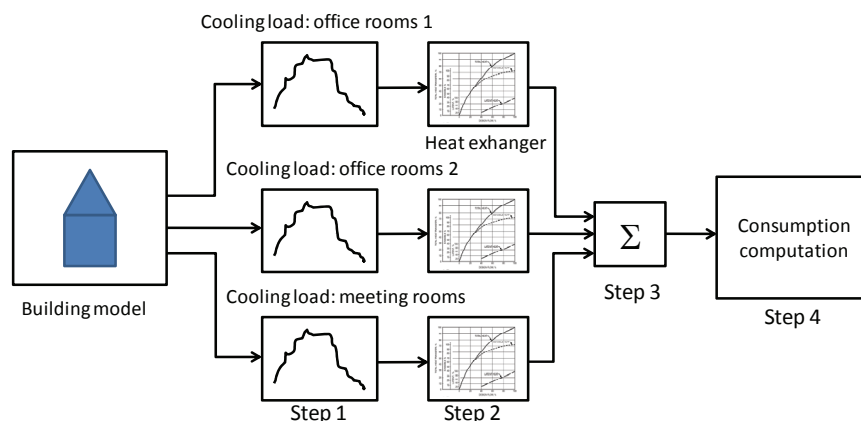 Cooling load: office rooms 1
Heat exhanger
Cooling load: office rooms 2
Building model
Σ
Consumption
computation
Step 3
Step 4
Cooling load: meeting rooms
Step 1
Step 2